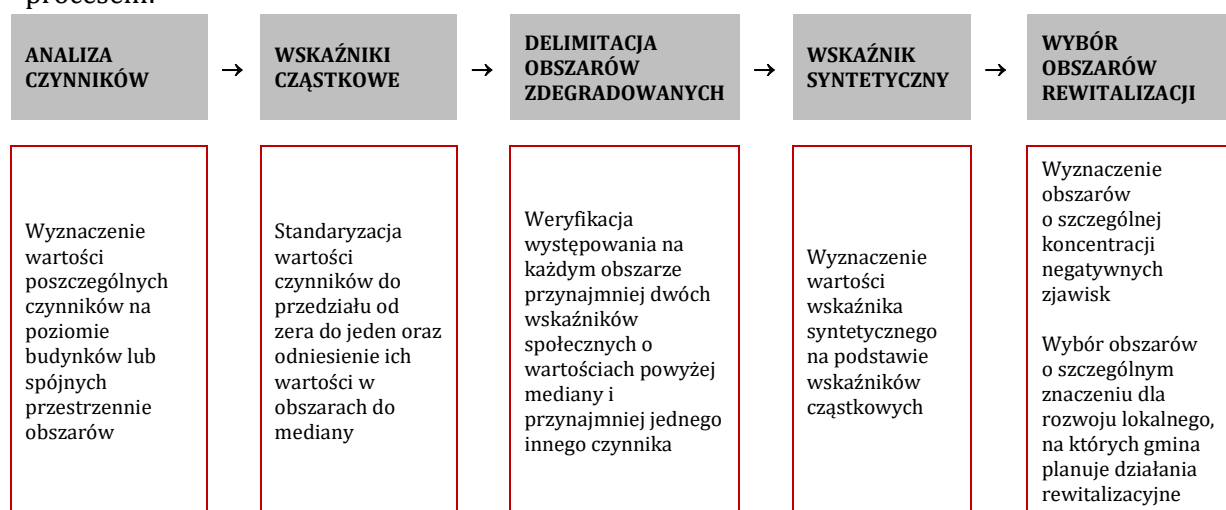 procesem.
ANALIZA
CZYNNIKÓW
→
WSKAŹNIKI
CZĄSTKOWE
→
DELIMITACJA
OBSZARÓW
ZDEGRADOWANYCH
→
WSKAŹNIK
SYNTETYCZNY
→
WYBÓR
OBSZARÓW
REWITALIZACJI
Wyznaczenie
wartości
poszczególnych
czynników na
poziomie
budynków lub
spójnych
przestrzennie
obszarów
Standaryzacja
wartości
czynników do
przedziału od
zera do jeden oraz
odniesienie ich
wartości w
obszarach do
mediany
Weryfikacja
występowania na
każdym obszarze
przynajmniej dwóch
wskaźników
społecznych o
wartościach powyżej
mediany i
przynajmniej jednego
innego czynnika
Wyznaczenie
wartości
wskaźnika
syntetycznego
na podstawie
wskaźników
cząstkowych
Wyznaczenie
obszarów
o szczególnej
koncentracji
negatywnych
zjawisk
Wybór obszarów
o szczególnym
znaczeniu dla
rozwoju lokalnego,
na których gmina
planuje działania
rewitalizacyjne